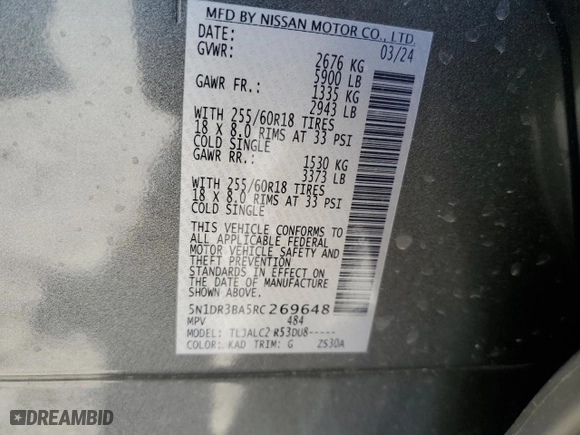 MFD BY NISSAN MOTOR CO., LTD.
DATE: 03/24
GVWR: 2676 KG
5900 LB
GAWR FR.: 1335 KG
2943 LB
WITH 255/60R18 TIRES
18 X 8.0 RIMS AT 33 PSI
COLD SINGLE
GAWR RR.: 1530 KG
3373 LB
WITH 255/60R18 TIRES
18 X 8.0 RIMS AT 33 PSI
COLD SINGLE
THIS VEHICLE CONFORMS TO
ALL APPLICABLE FEDERAL
MOTOR VEHICLE SAFETY AND
THEFT PREVENTION
STANDARDS IN EFFECT ON
THE DATE OF MANUFACTURE
SHOWN ABOVE.
5N1DR3BA5RC269648
MPV 484
MODEL: TLJALC2 R53DU8-----
COLOR: KAD TRIM: G ZS30A
DREAMBID